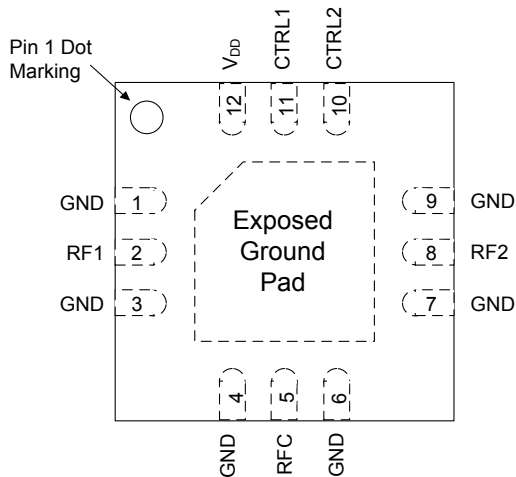 Pin 1 Dot
Marking
VDD
CTRL1
CTRL2
12
11
10
GND
1
9
GND
RF1
2
8
RF2
GND
3
7
GND
Exposed
Ground
Pad
4
5
6
GND
RFC
GND